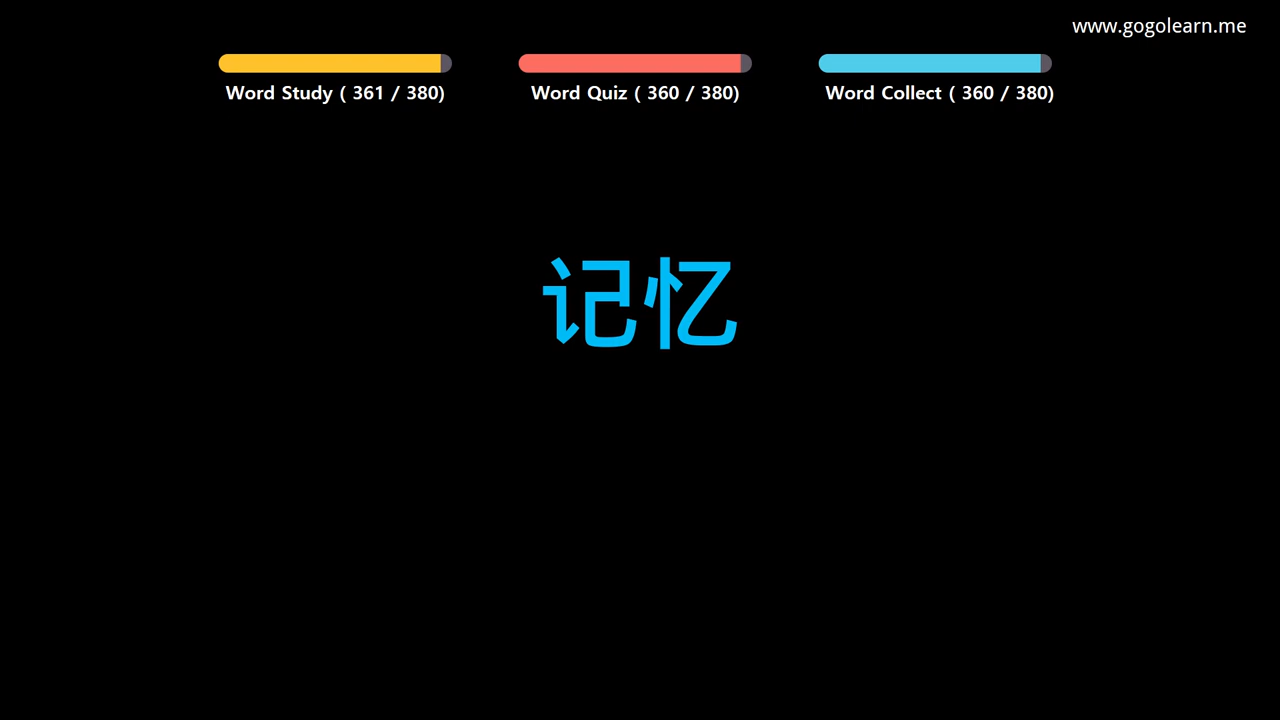 www.gogolearn.me
Word Study ( 361 / 380)
Word Quiz ( 360 / 380)
Word Collect ( 360 / 380)
记忆